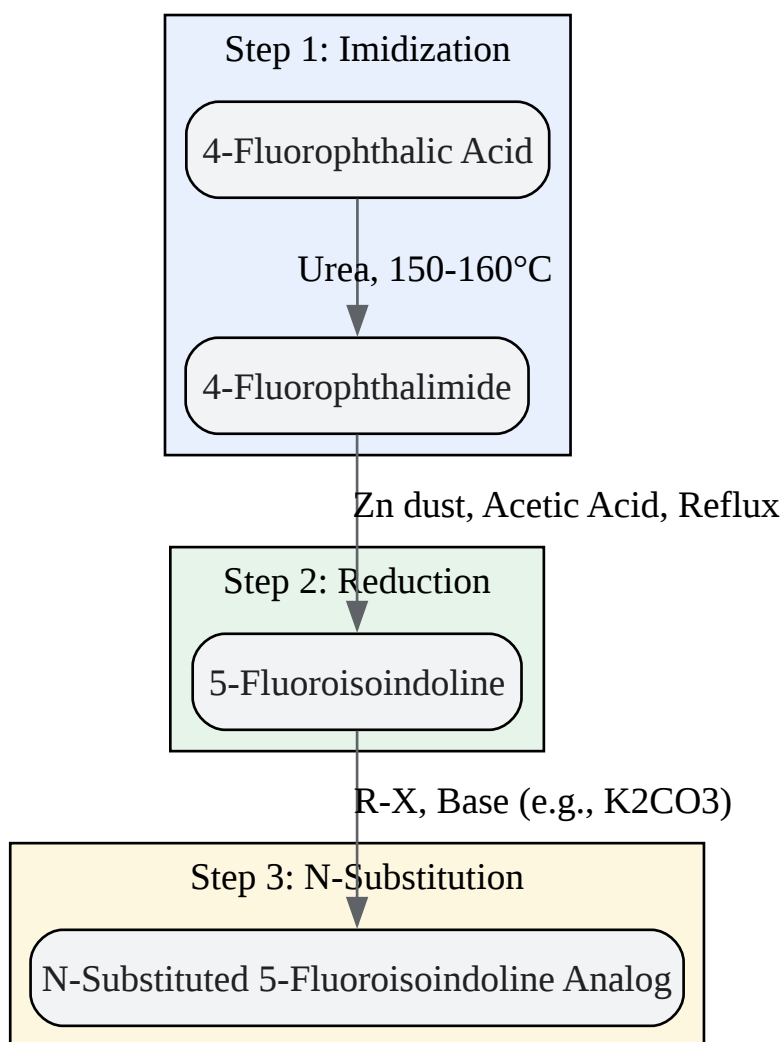 Step 1: Imidization
4-Fluorophthalic Acid
Urea, 150-160°C
4-Fluorophthalimide
Zn dust, Acetic Acid, Reflux
Step 2: Reduction
5-Fluoroisoindoline
R-X, Base (e.g., K2CO3)
Step 3: N-Substitution
N-Substituted 5-Fluoroisoindoline Analog